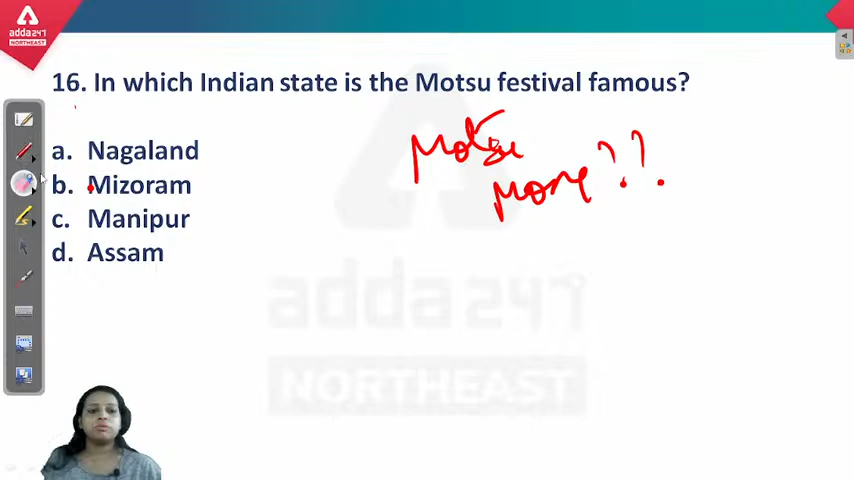 adda247
NORTHEAST
16. In which Indian state is the Motsu festival famous?
a. Nagaland
b. Mizoram
c. Manipur
d. Assam
Motsu
Mone??.
adda247
NORTHEAST